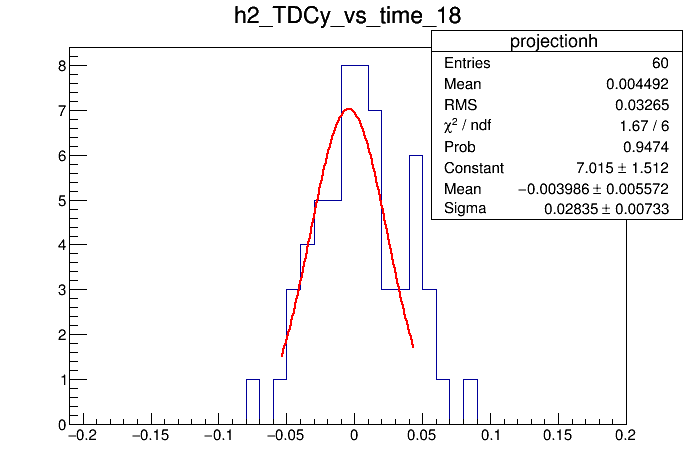 h2_TDCy_vs_time_18
projectionh
Entries 60
Mean 0.004492
RMS 0.03265
χ² / ndf 1.67 / 6
Prob 0.9474
Constant 7.015 ± 1.512
Mean −0.003986 ± 0.005572
Sigma 0.02835 ± 0.00733
8
7
6
5
4
3
2
1
0
−0.2 −0.15 −0.1 −0.05 0 0.05 0.1 0.15 0.2